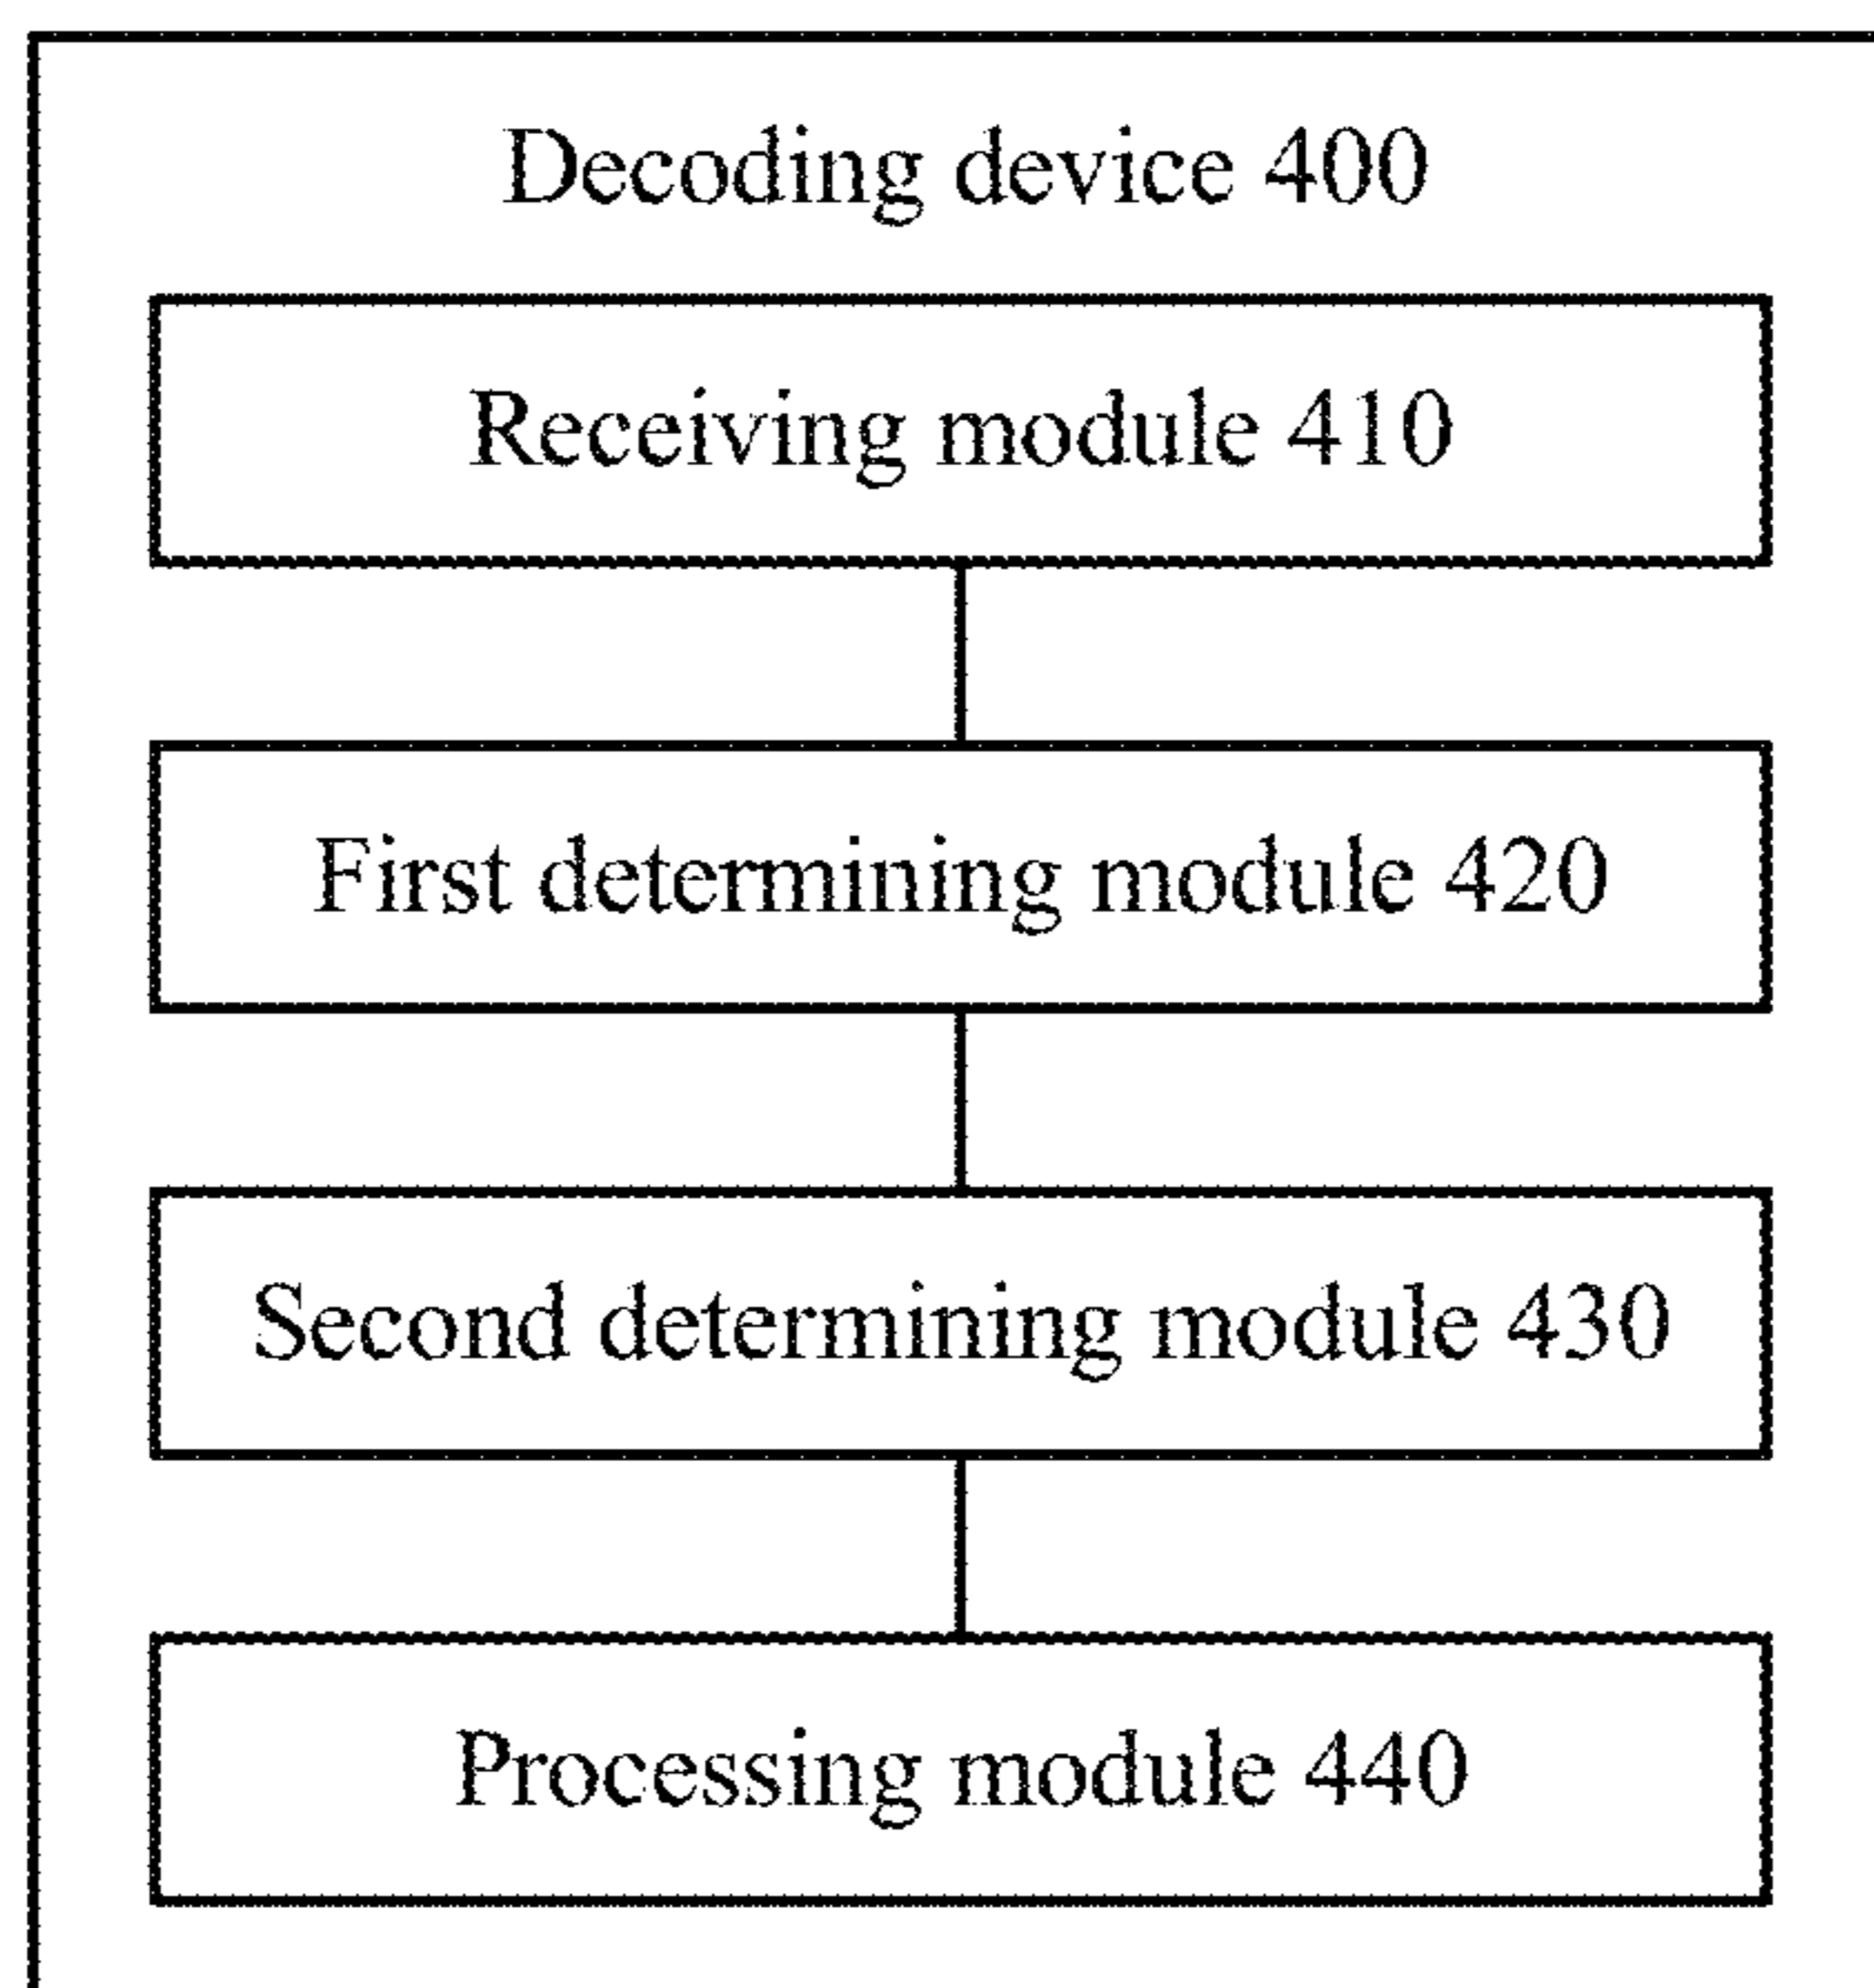 Decoding device 400
Receiving module 410
First determining module 420
Second determining module 430
Processing module 440